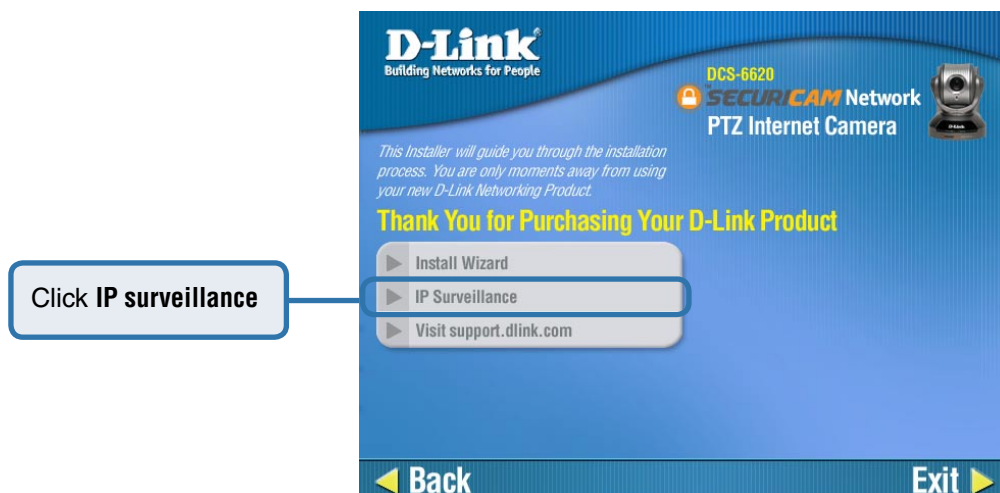 D-Link
Building Networks for People
DCS-6620
SECURICAM Network
PTZ Internet Camera
D-Link
This Installer will guide you through the installation
process. You are only moments away from using
your new D-Link Networking Product.
Thank You for Purchasing Your D-Link Product
Install Wizard
Click IP surveillance
IP Surveillance
Visit support.dlink.com
Back
Exit